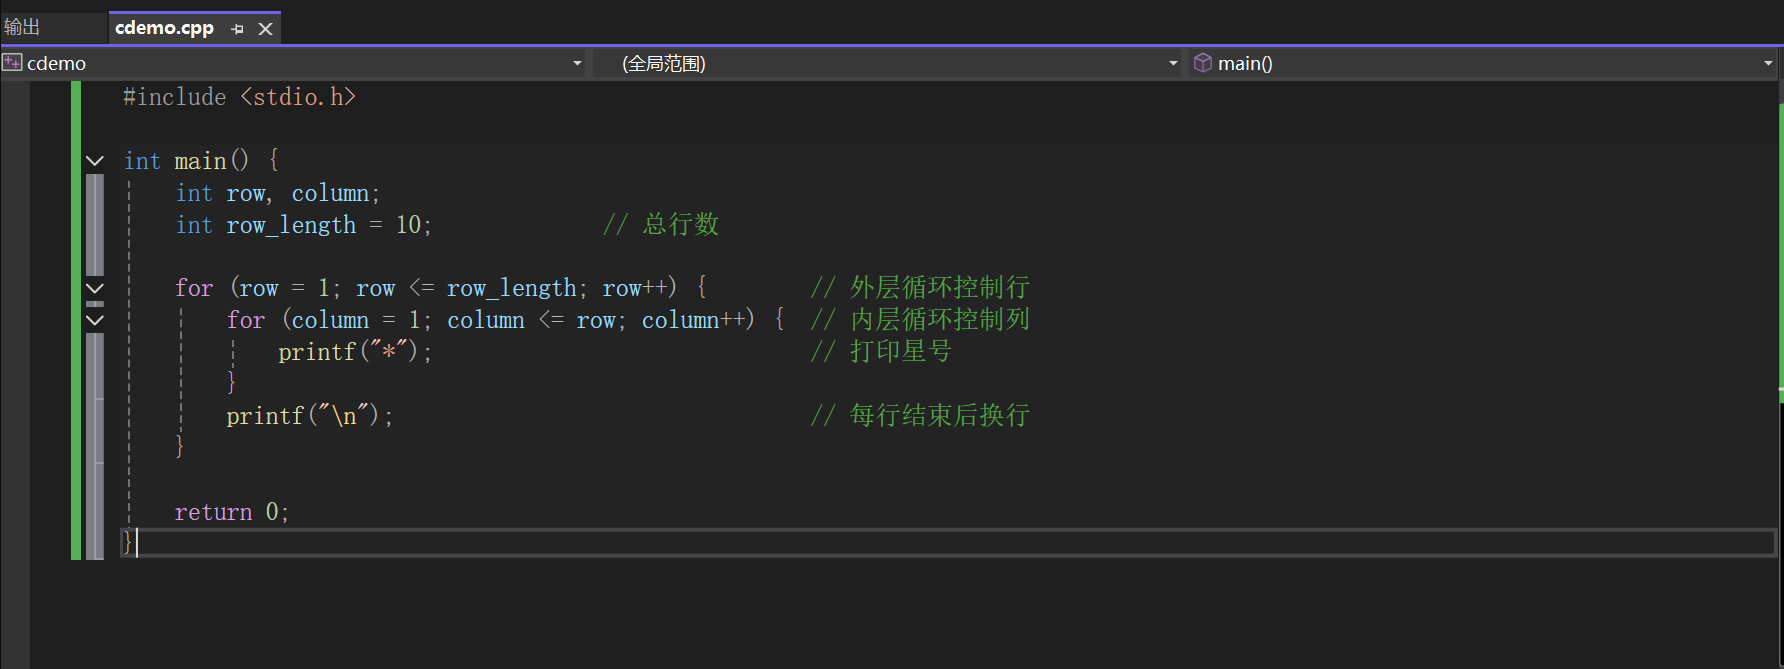 输出 cdemo.cpp
cdemo (全局范围) main()
#include <stdio.h>
int main() {
    int row, column;
    int row_length = 10;             // 总行数
    for (row = 1; row <= row_length; row++) {        // 外层循环控制行
        for (column = 1; column <= row; column++) {  // 内层循环控制列
            printf("*");                             // 打印星号
        }
        printf("\n");                                // 每行结束后换行
    }
    return 0;
}